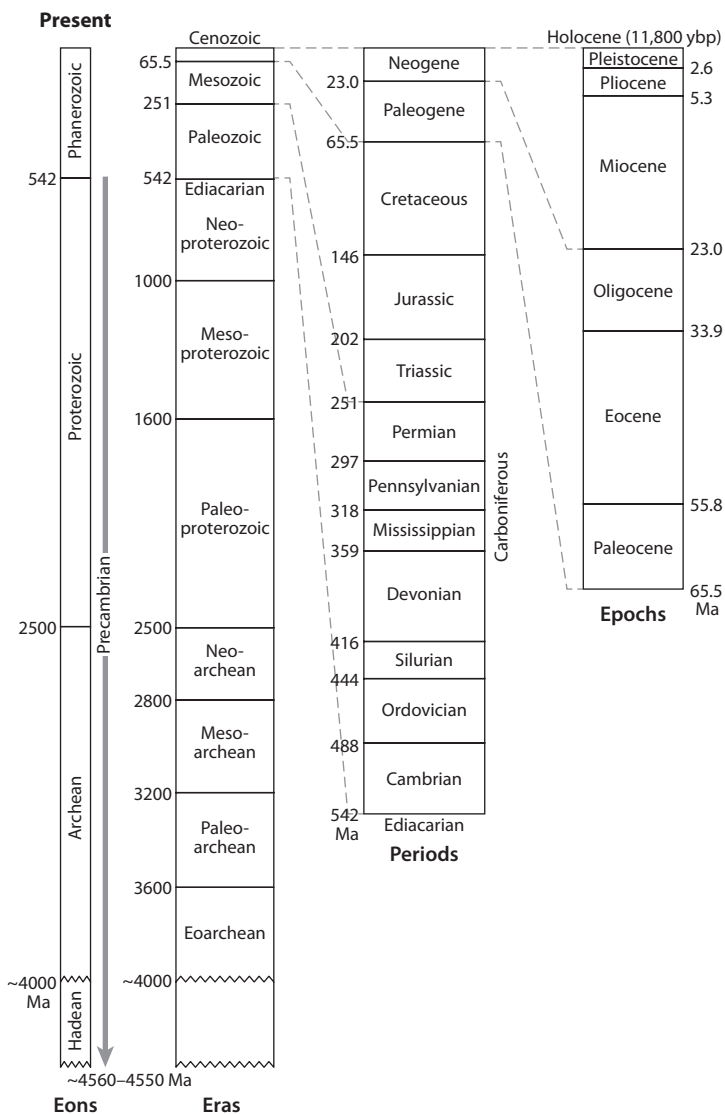 Present
Phanerozoic
542
Proterozoic
2500
Archean
~4000
Ma
Hadean
Precambrian
~4560–4550 Ma
Eons
Cenozoic
65.5
Mesozoic
251
Paleozoic
542
Ediacarian
Neo-
proterozoic
1000
Meso-
proterozoic
1600
Paleo-
proterozoic
2500
Neo-
archean
2800
Meso-
archean
3200
Paleo-
archean
3600
Eoarchean
~4000
Eras
Neogene
23.0
Paleogene
65.5
Cretaceous
146
Jurassic
202
Triassic
251
Permian
297
Pennsylvanian
318
Mississippian
359
Carboniferous
Devonian
416
Silurian
444
Ordovician
488
Cambrian
542
Ma
Ediacarian
Periods
Holocene (11,800 ybp)
Pleistocene
2.6
Pliocene
5.3
Miocene
23.0
Oligocene
33.9
Eocene
55.8
Paleocene
65.5
Ma
Epochs